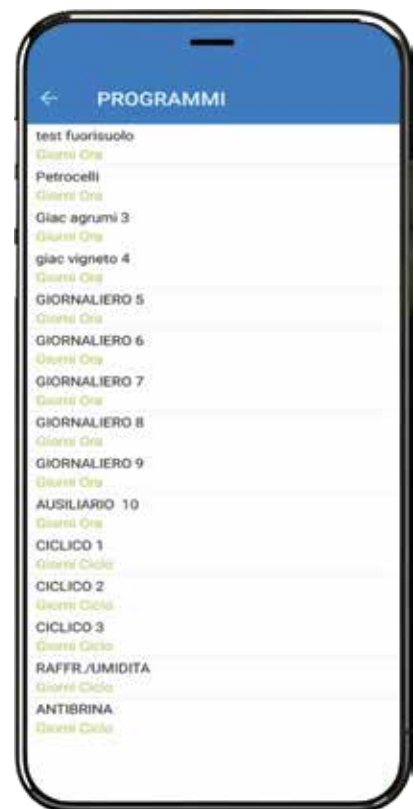 PROGRAMMI
test fuorisuolo
Giorni Ora
Petrocelli
Giorni Ora
Giac agrumi 3
Giorni Ora
giac vigneto 4
Giorni Ora
GIORNALIERO 5
Giorni Ora
GIORNALIERO 6
Giorni Ora
GIORNALIERO 7
Giorni Ora
GIORNALIERO 8
Giorni Ora
GIORNALIERO 9
Giorni Ora
AUSILIARIO 10
Giorni Ora
CICLICO 1
Giorni Ciclo
CICLICO 2
Giorni Ciclo
CICLICO 3
Giorni Ciclo
RAFFR./UMIDITA
Giorni Ciclo
ANTIBRINA
Giorni Ciclo